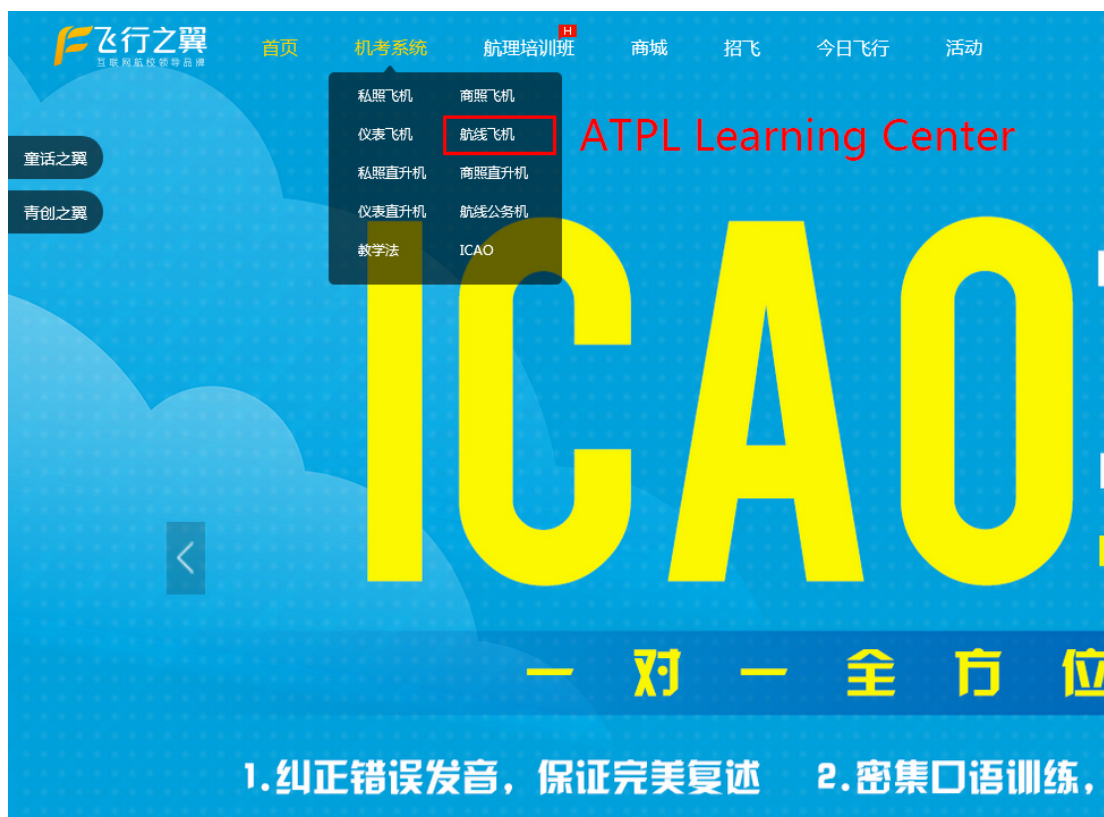 飞行之翼
互联网航校领导品牌
首页 机考系统 航理培训班 H 商城 招飞 今日飞行 活动
私照飞机 商照飞机
仪表飞机 航线飞机 ATPL Learning Center
私照直升机 商照直升机
仪表直升机 航线公务机
教学法 ICAO
童话之翼
青创之翼
ICAO
一对一全方位
1.纠正错误发音，保证完美复述 2.密集口语训练，